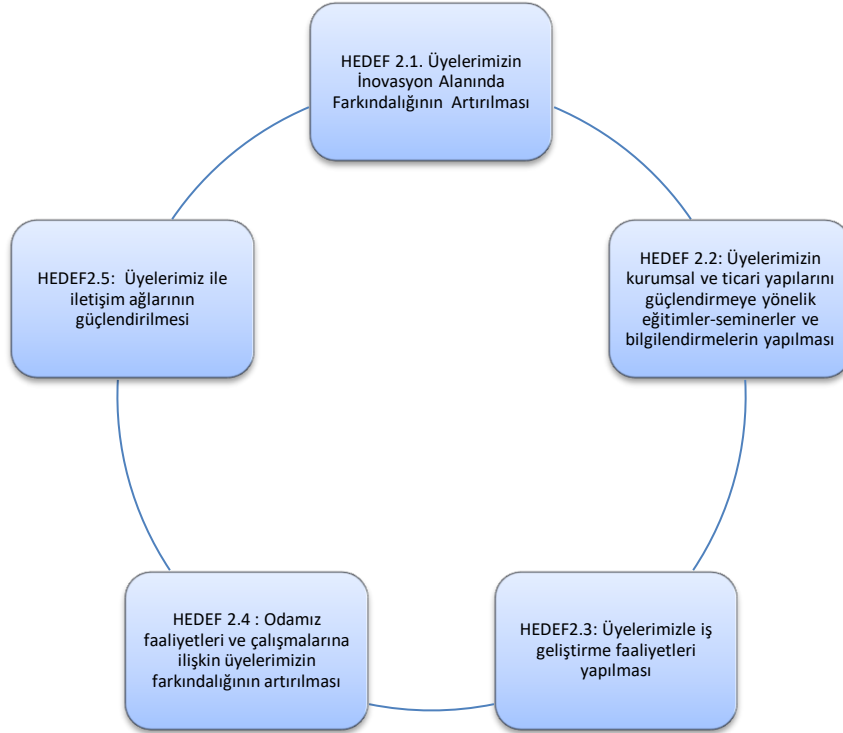 HEDEF 2.1. Üyelerimizin
İnovasyon Alanında
Farkındalığının Artırılması
HEDEF 2.2: Üyelerimizin
kurumsal ve ticari yapılarını
güçlendirmeye yönelik
eğitimler-seminerler ve
bilgilendirmelerin yapılması
HEDEF2.3: Üyelerimizle iş
geliştirme faaliyetleri
yapılması
HEDEF 2.4 : Odamız
faaliyetleri ve çalışmalarına
ilişkin üyelerimizin
farkındalığının artırılması
HEDEF2.5: Üyelerimiz ile
iletişim ağlarının
güçlendirilmesi